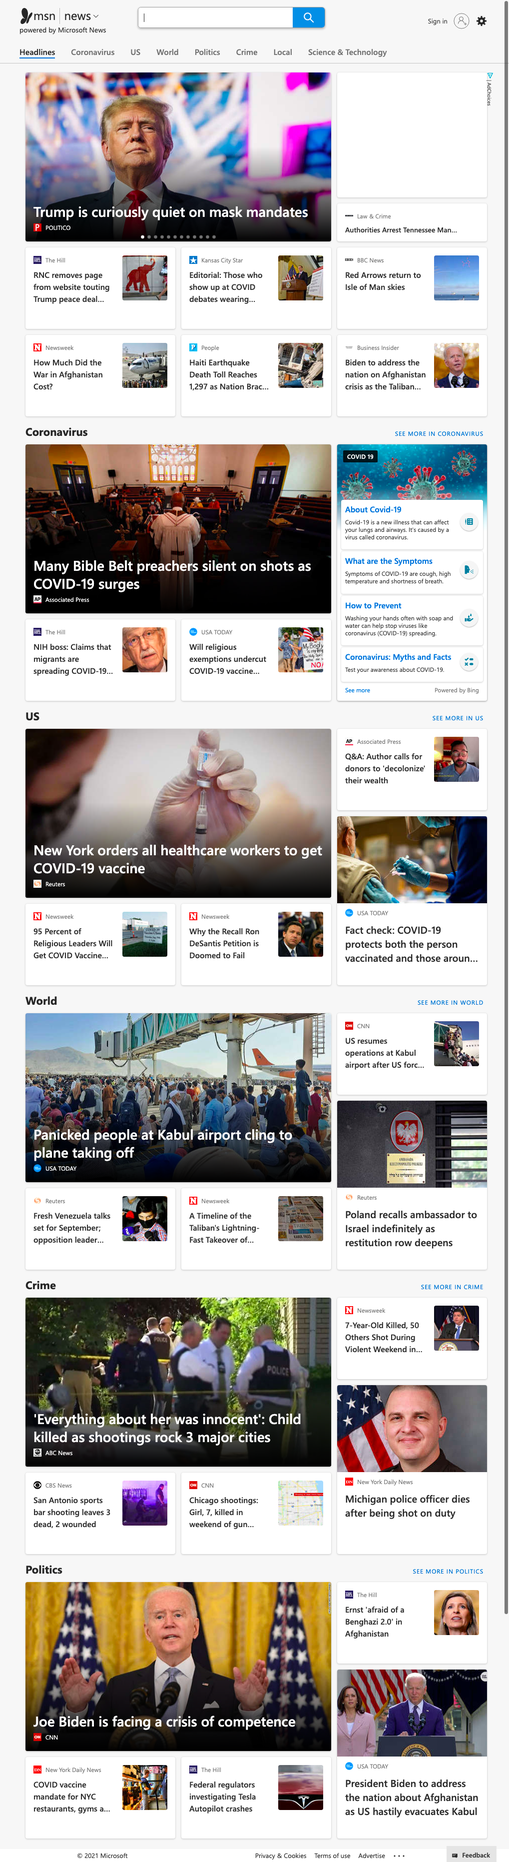 msn | news
powered by Microsoft News
Sign in
Headlines Coronavirus US World Politics Crime Local Science & Technology
AdChoices
Trump is curiously quiet on mask mandates
POLITICO
Law & Crime
Authorities Arrest Tennessee Man...
The Hill
RNC removes page
from website touting
Trump peace deal...
Kansas City Star
Editorial: Those who
show up at COVID
debates wearing...
BBC News
Red Arrows return to
Isle of Man skies
Newsweek
How Much Did the
War in Afghanistan
Cost?
People
Haiti Earthquake
Death Toll Reaches
1,297 as Nation Brac...
Business Insider
Biden to address the
nation on Afghanistan
crisis as the Taliban...
Coronavirus
SEE MORE IN CORONAVIRUS
Many Bible Belt preachers silent on shots as
COVID-19 surges
Associated Press
COVID 19
About Covid-19
Covid-19 is a new illness that can affect
your lungs and airways. It's caused by a
virus called coronavirus.
What are the Symptoms
Symptoms of COVID-19 are cough, high
temperature and shortness of breath.
How to Prevent
Washing your hands often with soap and
water can help stop viruses like
coronavirus (COVID-19) spreading.
Coronavirus: Myths and Facts
Test your awareness about COVID-19.
See more
Powered by Bing
The Hill
NIH boss: Claims that
migrants are
spreading COVID-19...
USA TODAY
Will religious
exemptions undercut
COVID-19 vaccine...
US
SEE MORE IN US
New York orders all healthcare workers to get
COVID-19 vaccine
Reuters
Associated Press
Q&A: Author calls for
donors to 'decolonize'
their wealth
USA TODAY
Fact check: COVID-19
protects both the person
vaccinated and those aroun...
Newsweek
95 Percent of
Religious Leaders Will
Get COVID Vaccine...
Newsweek
Why the Recall Ron
DeSantis Petition is
Doomed to Fail
World
SEE MORE IN WORLD
Panicked people at Kabul airport cling to
plane taking off
USA TODAY
CNN
US resumes
operations at Kabul
airport after US forc...
Reuters
Poland recalls ambassador to
Israel indefinitely as
restitution row deepens
Reuters
Fresh Venezuela talks
set for September;
opposition leader...
Newsweek
A Timeline of the
Taliban's Lightning-
Fast Takeover of...
Crime
SEE MORE IN CRIME
POLICE
'Everything about her was innocent': Child
killed as shootings rock 3 major cities
ABC News
Newsweek
7-Year-Old Killed, 50
Others Shot During
Violent Weekend in...
New York Daily News
Michigan police officer dies
after being shot on duty
CBS News
San Antonio sports
bar shooting leaves 3
dead, 2 wounded
CNN
Chicago shootings:
Girl, 7, killed in
weekend of gun...
Politics
SEE MORE IN POLITICS
Joe Biden is facing a crisis of competence
CNN
The Hill
Ernst 'afraid of a
Benghazi 2.0' in
Afghanistan
USA TODAY
President Biden to address
the nation about Afghanistan
as US hastily evacuates Kabul
New York Daily News
COVID vaccine
mandate for NYC
restaurants, gyms a...
The Hill
Federal regulators
investigating Tesla
Autopilot crashes
© 2021 Microsoft
Privacy & Cookies Terms of use Advertise ...
Feedback